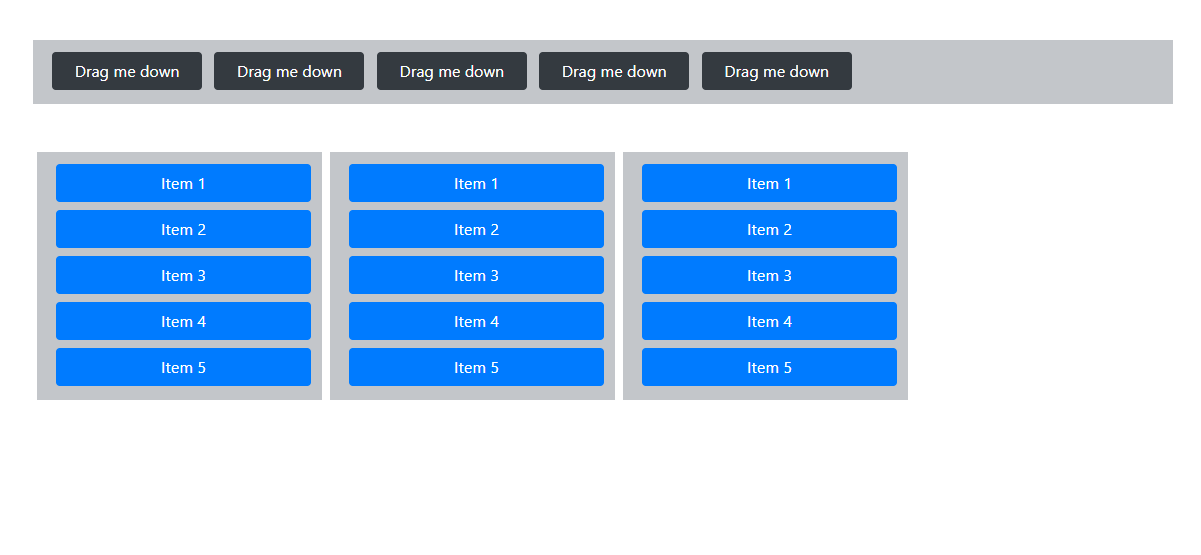 Drag me down Drag me down Drag me down Drag me down Drag me down
Item 1 Item 1 Item 1
Item 2 Item 2 Item 2
Item 3 Item 3 Item 3
Item 4 Item 4 Item 4
Item 5 Item 5 Item 5